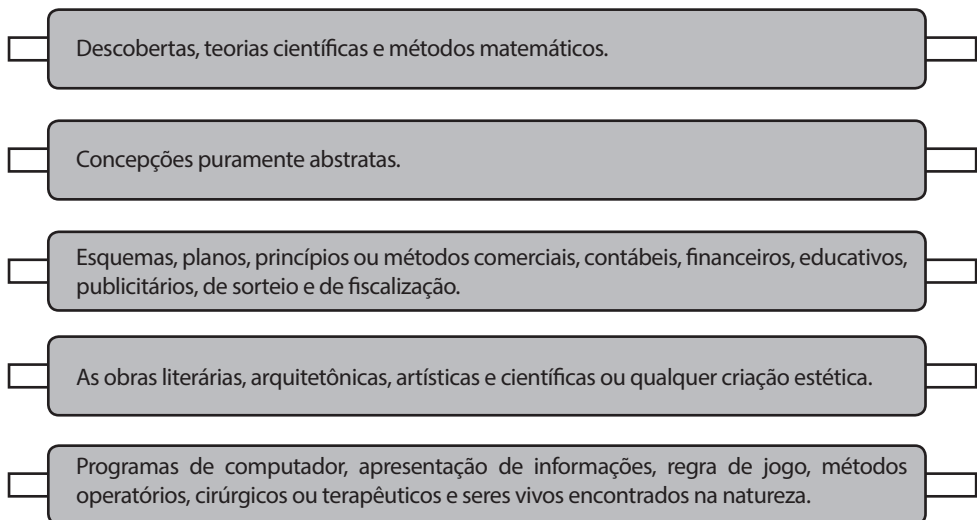 Descobertas, teorias científicas e métodos matemáticos.
Concepções puramente abstratas.
Esquemas, planos, princípios ou métodos comerciais, contábeis, financeiros, educativos,
publicitários, de sorteio e de fiscalização.
As obras literárias, arquitetônicas, artísticas e científicas ou qualquer criação estética.
Programas de computador, apresentação de informações, regra de jogo, métodos
operatórios, cirúrgicos ou terapêuticos e seres vivos encontrados na natureza.